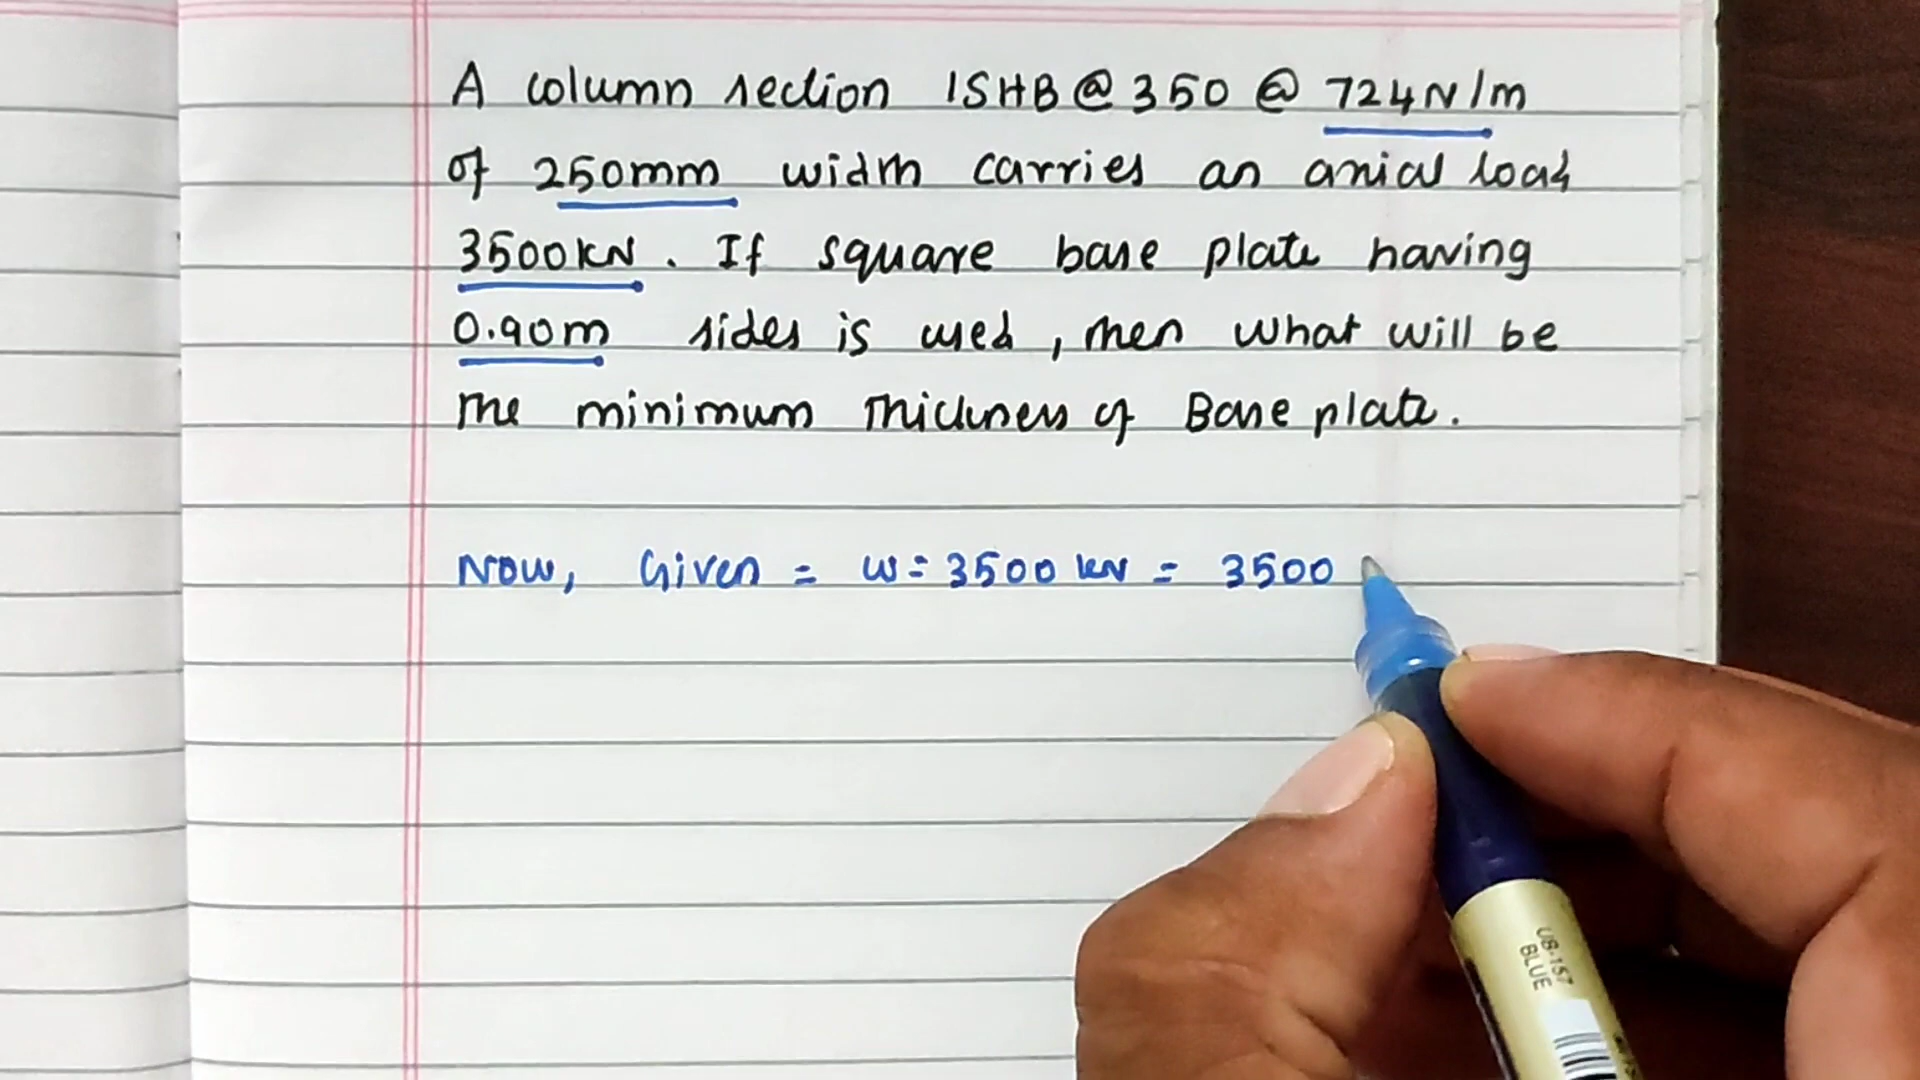 A column section ISHB @ 350 @ 724N/m
of 250mm width carries an axial load
3500kN. If square base plate having
0.90m sides is used, then what will be
The minimum Thickness of Base plate.
Now, Given = W = 3500 kN = 3500
UB-157
BLUE